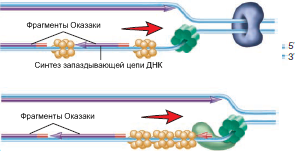 Фрагменты Оказаки
5'
3'
Синтез запаздывающей цепи ДНК
Фрагменты Оказаки